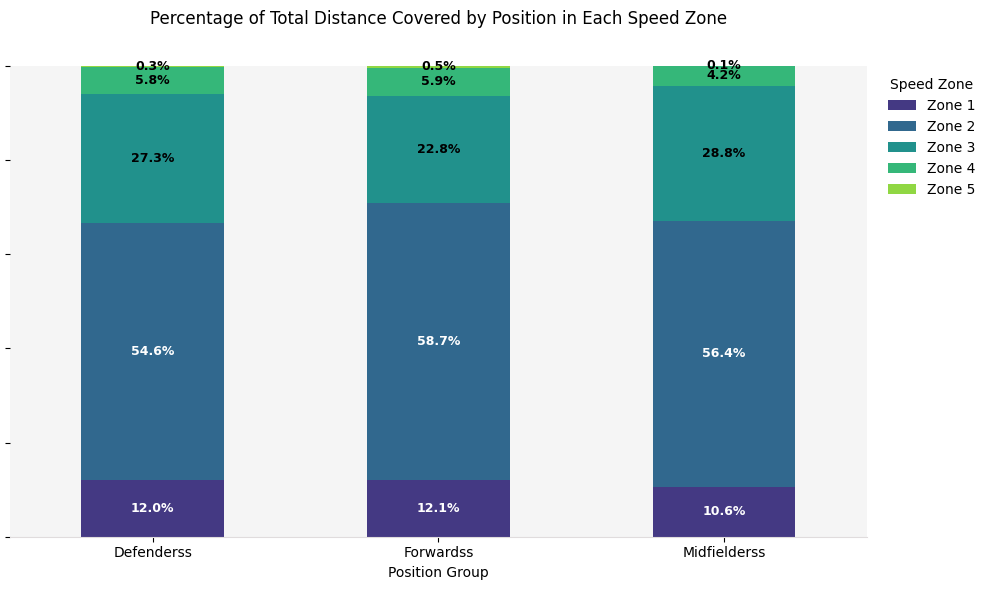 Percentage of Total Distance Covered by Position in Each Speed Zone
0.3%
0.5%
0.1%
5.8%
5.9%
4.2%
27.3%
22.8%
28.8%
54.6%
58.7%
56.4%
12.0%
12.1%
10.6%
Defenderss
Forwardss
Midfielderss
Position Group
Speed Zone
Zone 1
Zone 2
Zone 3
Zone 4
Zone 5